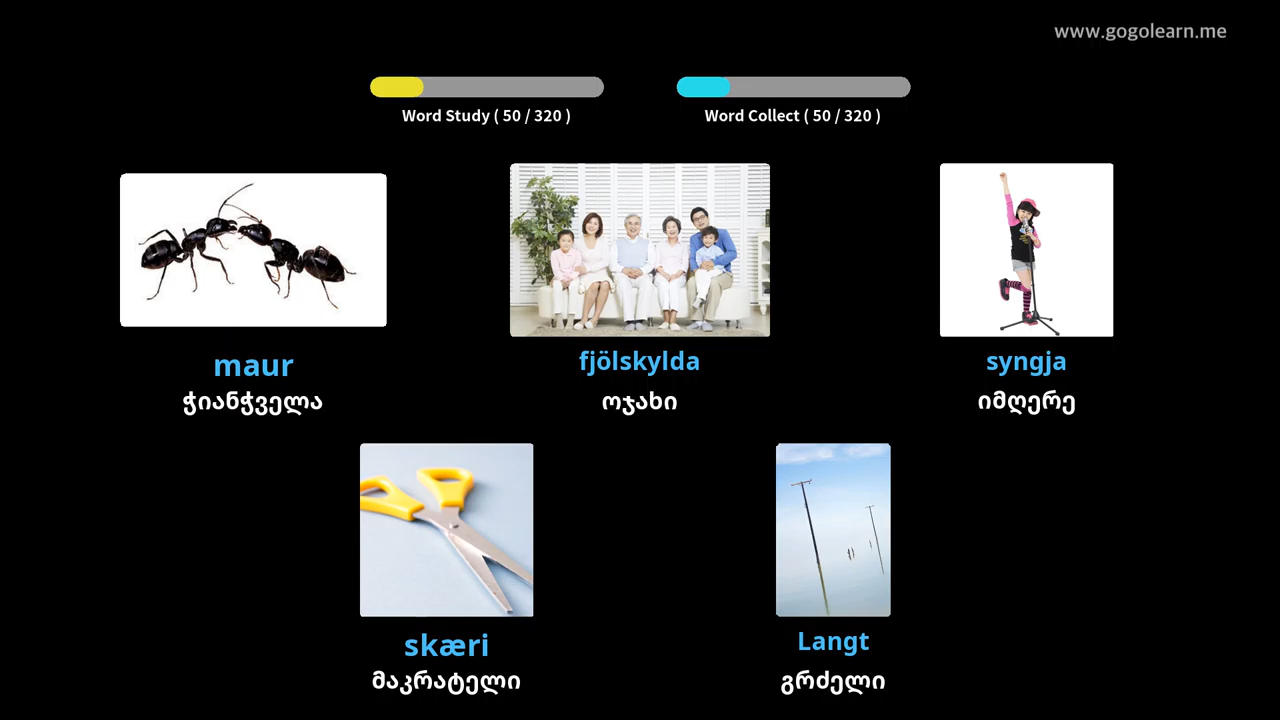 www.gogolearn.me
Word Study ( 50 / 320 )
Word Collect ( 50 / 320 )
maur
ჭიანჭველა
fjölskylda
ოჯახი
syngja
იმღერე
skæri
მაკრატელი
Langt
გრძელი